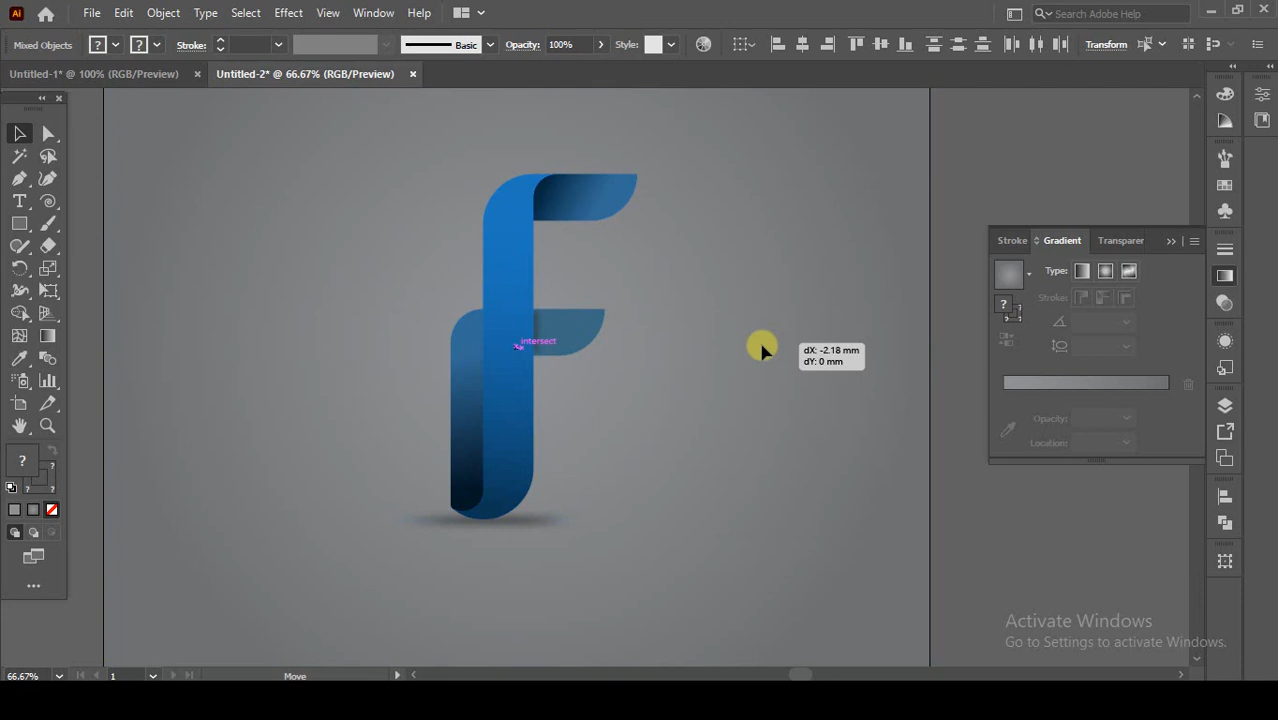 Ai File Edit Object Type Select Effect View Window Help Search Adobe Help
Mixed Objects ? ? Stroke: Basic Opacity: 100% Style: Transform
Untitled-1* @ 100% (RGB/Preview) × Untitled-2* @ 66.67% (RGB/Preview) ×
Stroke Gradient Transparer
Type:
? Stroke:
intersect
dX: -2.18 mm
dY: 0 mm
Opacity:
Location:
?
? ?
Activate Windows
Go to Settings to activate Windows.
66.67% 1 Move